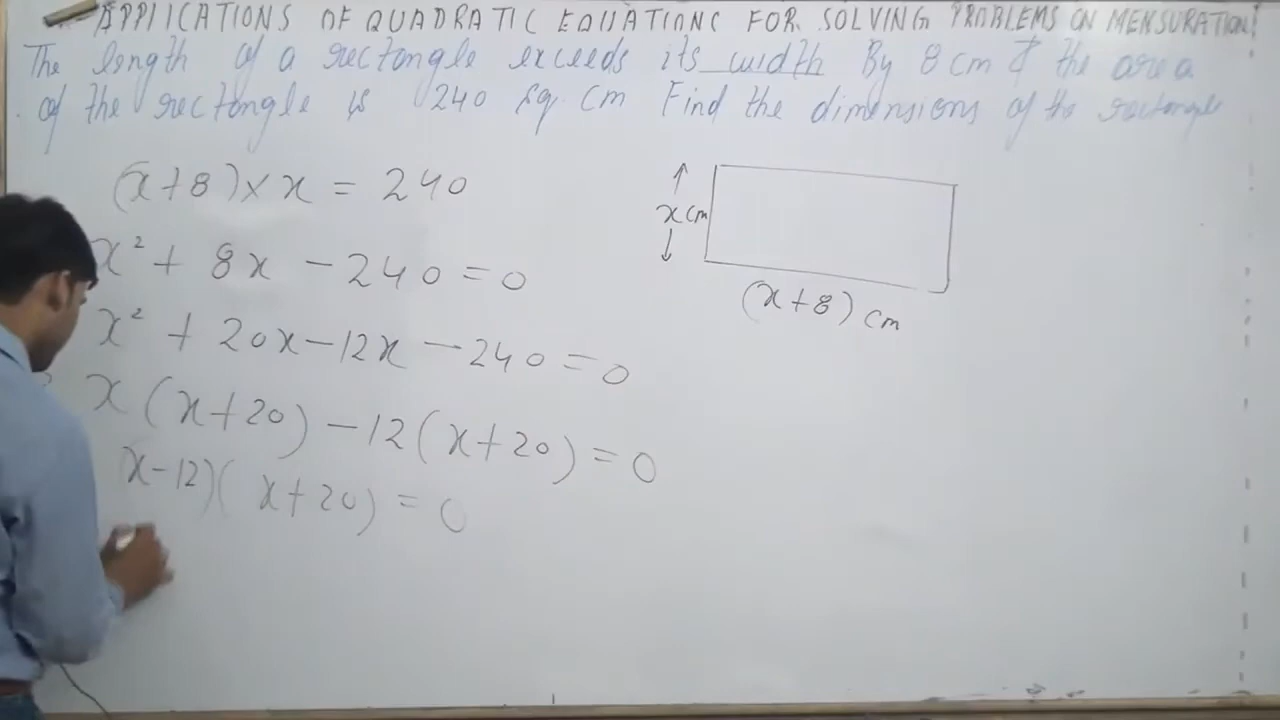 APPLICATIONS OF QUADRATIC EQUATIONS FOR SOLVING PROBLEMS ON MENSURATION!
The length of a rectangle exceeds its width By 8 cm & the area
of the rectangle is 240 Sq. Cm Find the dimensions of the rectangle
(x+8)×x = 240
x² + 8x - 240 = 0
x² + 20x - 12x - 240 = 0
x(x+20) - 12(x+20) = 0
x-12)(x+20) = 0
x cm
(x+8) cm